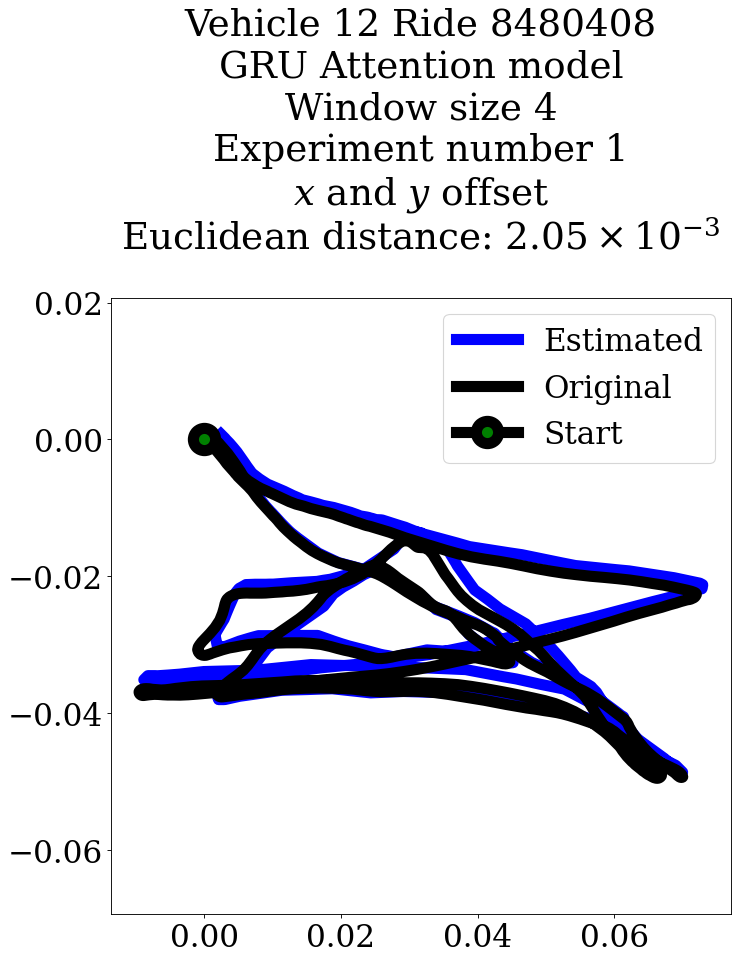 Vehicle 12 Ride 8480408
GRU Attention model
Window size 4
Experiment number 1
x and y offset
Euclidean distance: 2.05 × 10⁻³
0.02
0.00
−0.02
−0.04
−0.06
Estimated
Original
Start
0.00 0.02 0.04 0.06